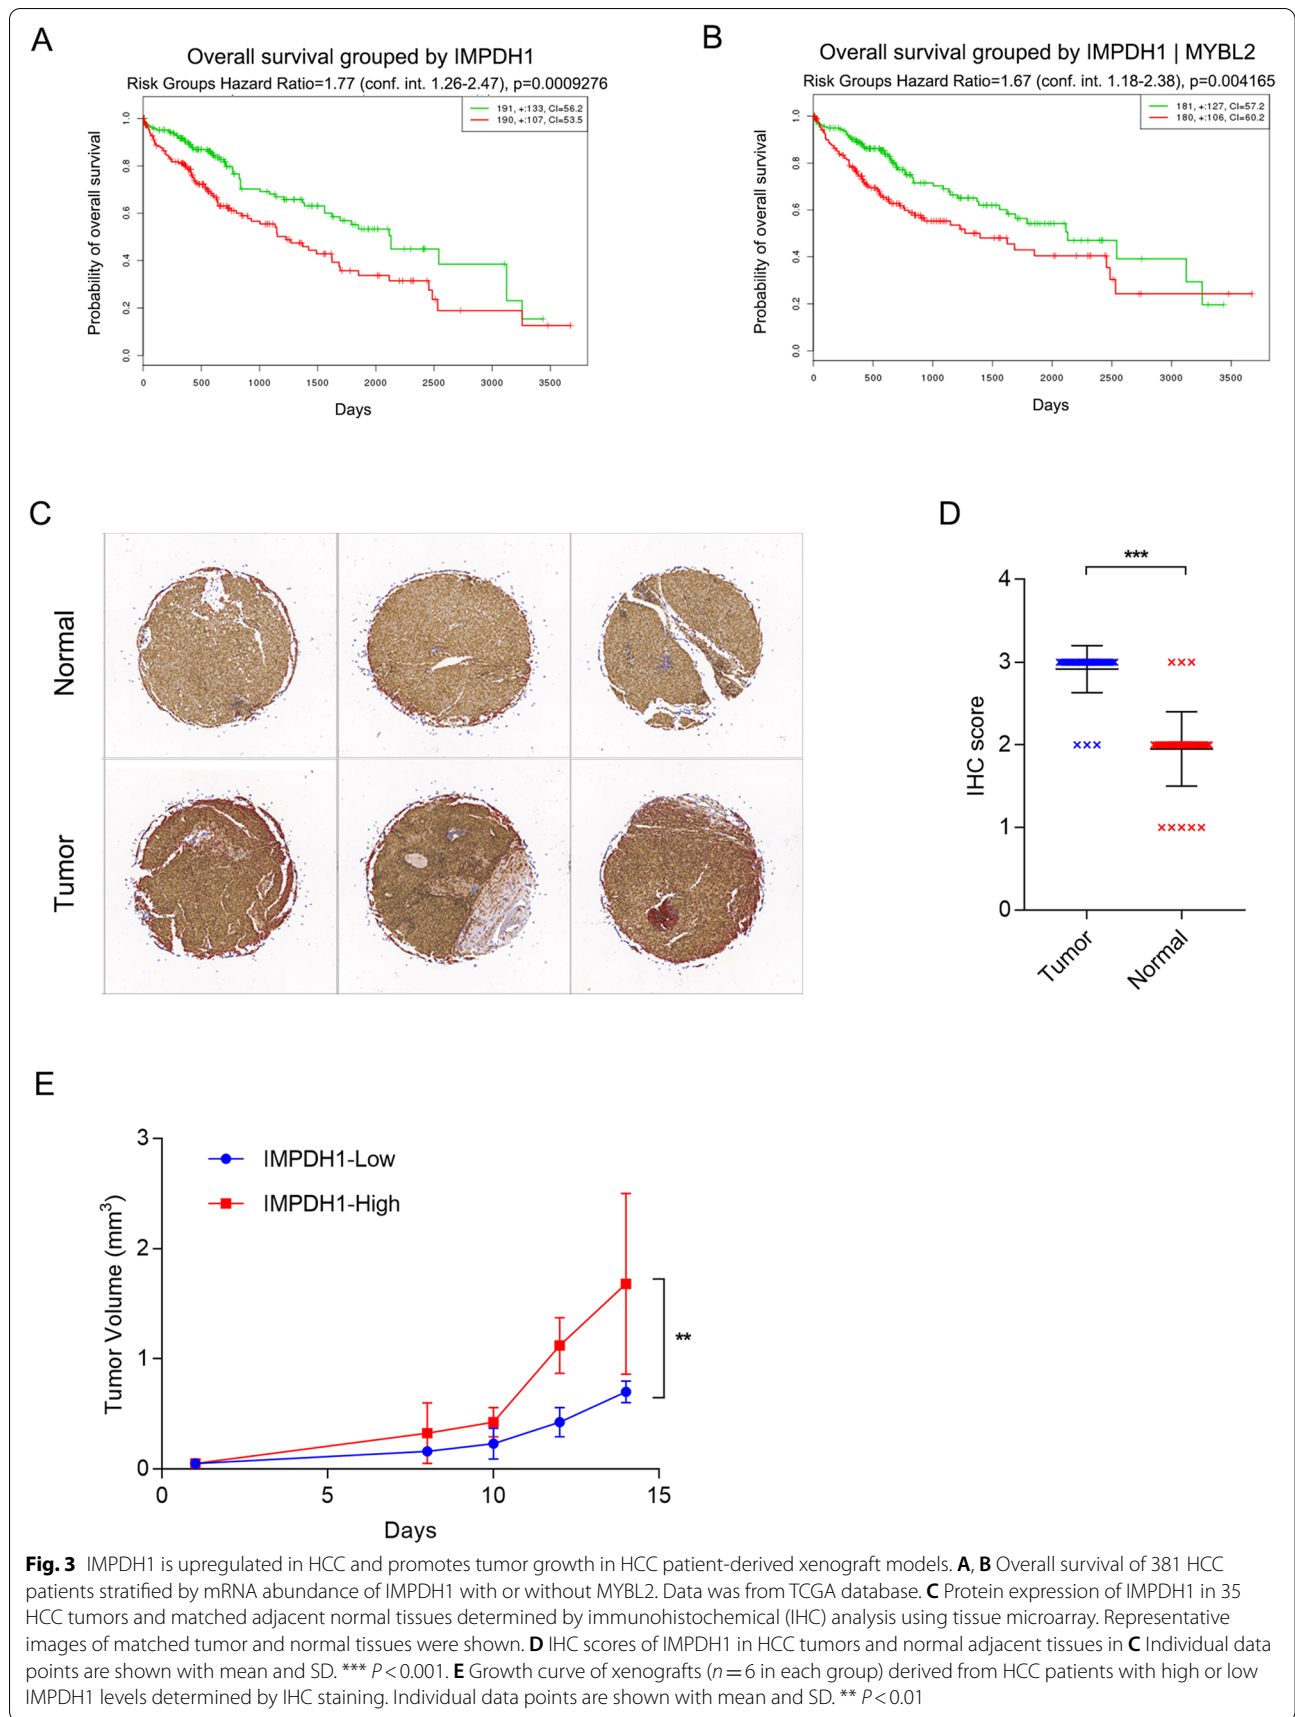 A
Overall survival grouped by IMPDH1
Risk Groups Hazard Ratio=1.77 (conf. int. 1.26-2.47), p=0.0009276
191, +:133, CI=56.2
190, +:107, CI=53.5
Probability of overall survival
1.0
0.8
0.6
0.4
0.2
0.0
0 500 1000 1500 2000 2500 3000 3500
Days
B
Overall survival grouped by IMPDH1 | MYBL2
Risk Groups Hazard Ratio=1.67 (conf. int. 1.18-2.38), p=0.004165
181, +:127, CI=57.2
180, +:106, CI=60.2
Probability of overall survival
1.0
0.8
0.6
0.4
0.2
0.0
0 500 1000 1500 2000 2500 3000 3500
Days
C
Normal
Tumor
D
***
IHC score
4
3
2
1
0
Tumor
Normal
E
IMPDH1-Low
IMPDH1-High
Tumor Volume (mm³)
3
2
1
0
**
0 5 10 15
Days
Fig. 3 IMPDH1 is upregulated in HCC and promotes tumor growth in HCC patient-derived xenograft models. A, B Overall survival of 381 HCC
patients stratified by mRNA abundance of IMPDH1 with or without MYBL2. Data was from TCGA database. C Protein expression of IMPDH1 in 35
HCC tumors and matched adjacent normal tissues determined by immunohistochemical (IHC) analysis using tissue microarray. Representative
images of matched tumor and normal tissues were shown. D IHC scores of IMPDH1 in HCC tumors and normal adjacent tissues in C Individual data
points are shown with mean and SD. *** P < 0.001. E Growth curve of xenografts (n = 6 in each group) derived from HCC patients with high or low
IMPDH1 levels determined by IHC staining. Individual data points are shown with mean and SD. ** P < 0.01